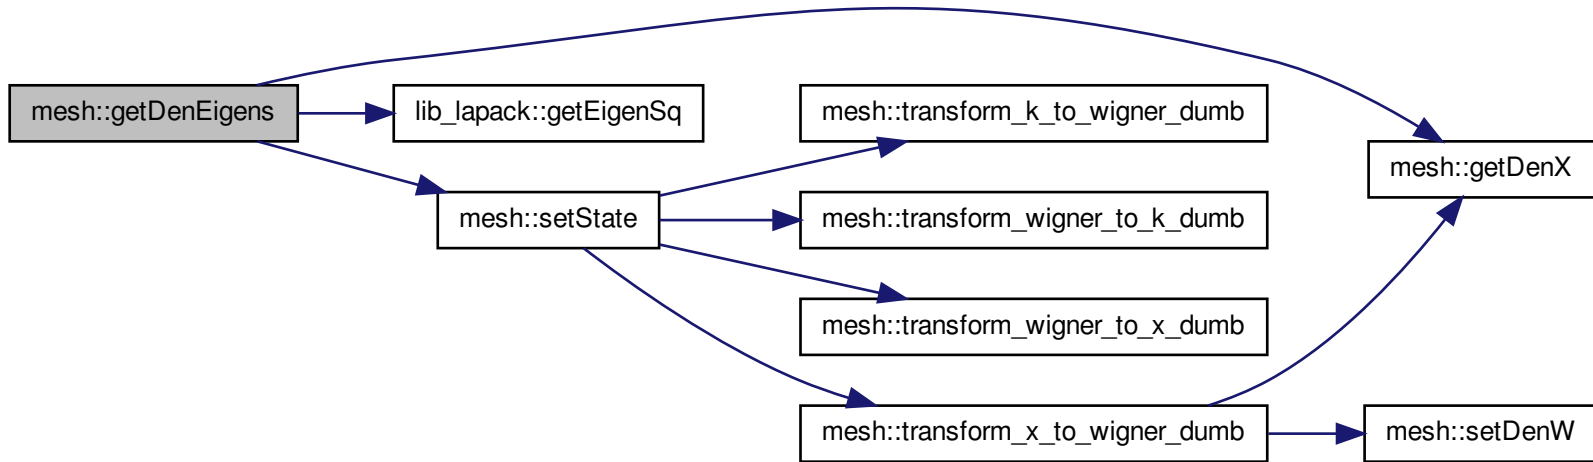 mesh::getDenEigens
lib_lapack::getEigenSq
mesh::setState
mesh::transform_k_to_wigner_dumb
mesh::transform_wigner_to_k_dumb
mesh::transform_wigner_to_x_dumb
mesh::transform_x_to_wigner_dumb
mesh::getDenX
mesh::setDenW